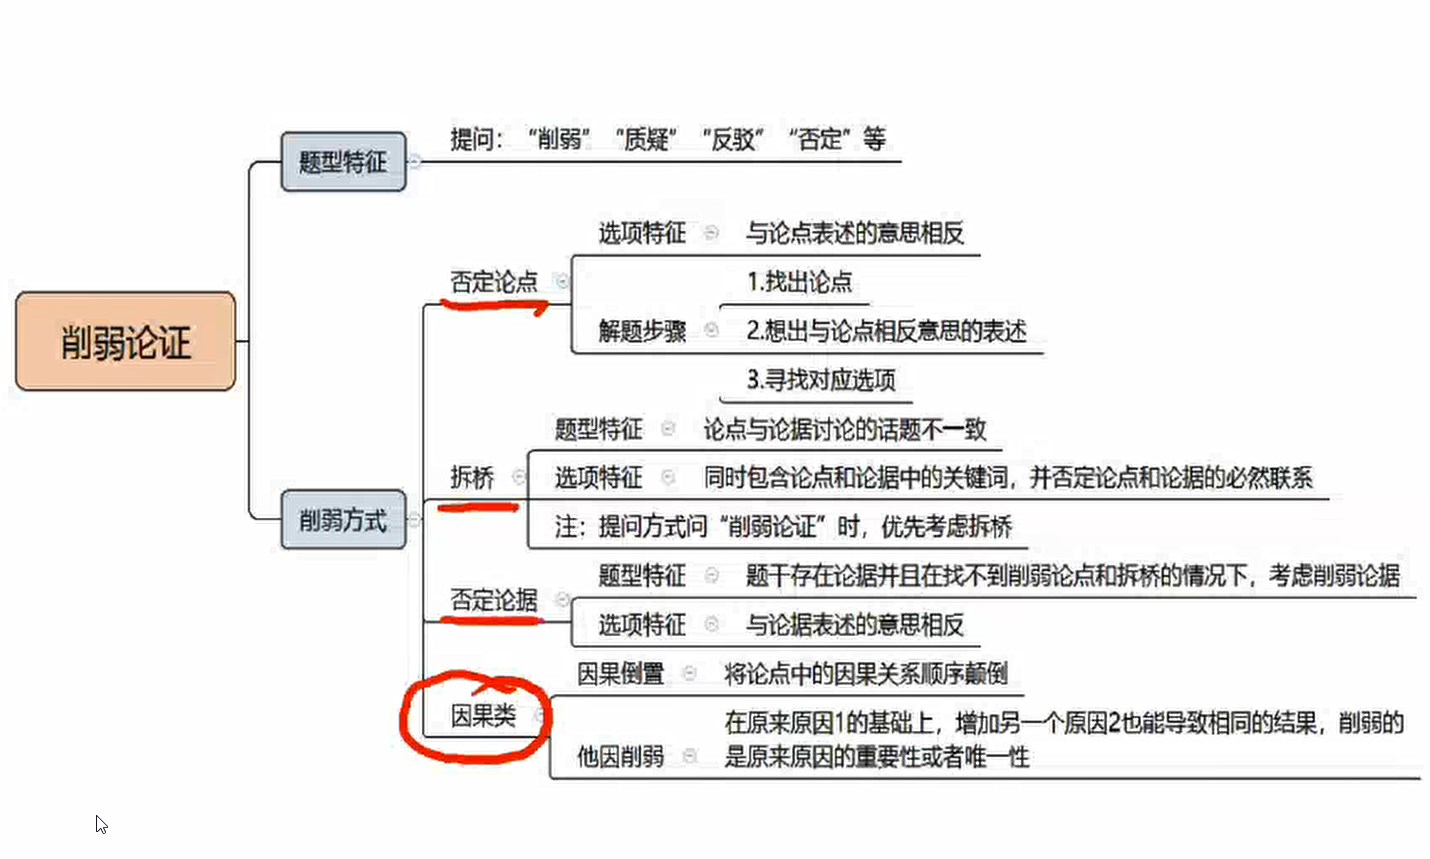 提问：“削弱”“质疑”“反驳”“否定”等
题型特征
选项特征 与论点表述的意思相反
否定论点
1.找出论点
解题步骤 2.想出与论点相反意思的表述
3.寻找对应选项
削弱论证
题型特征 论点与论据讨论的话题不一致
拆桥
选项特征 同时包含论点和论据中的关键词，并否定论点和论据的必然联系
削弱方式
注：提问方式问“削弱论证”时，优先考虑拆桥
题型特征 题干存在论据并且在找不到削弱论点和拆桥的情况下，考虑削弱论据
否定论据
选项特征 与论据表述的意思相反
因果倒置 将论点中的因果关系顺序颠倒
因果类
他因削弱 在原来原因1的基础上，增加另一个原因2也能导致相同的结果，削弱的
是原来原因的重要性或者唯一性